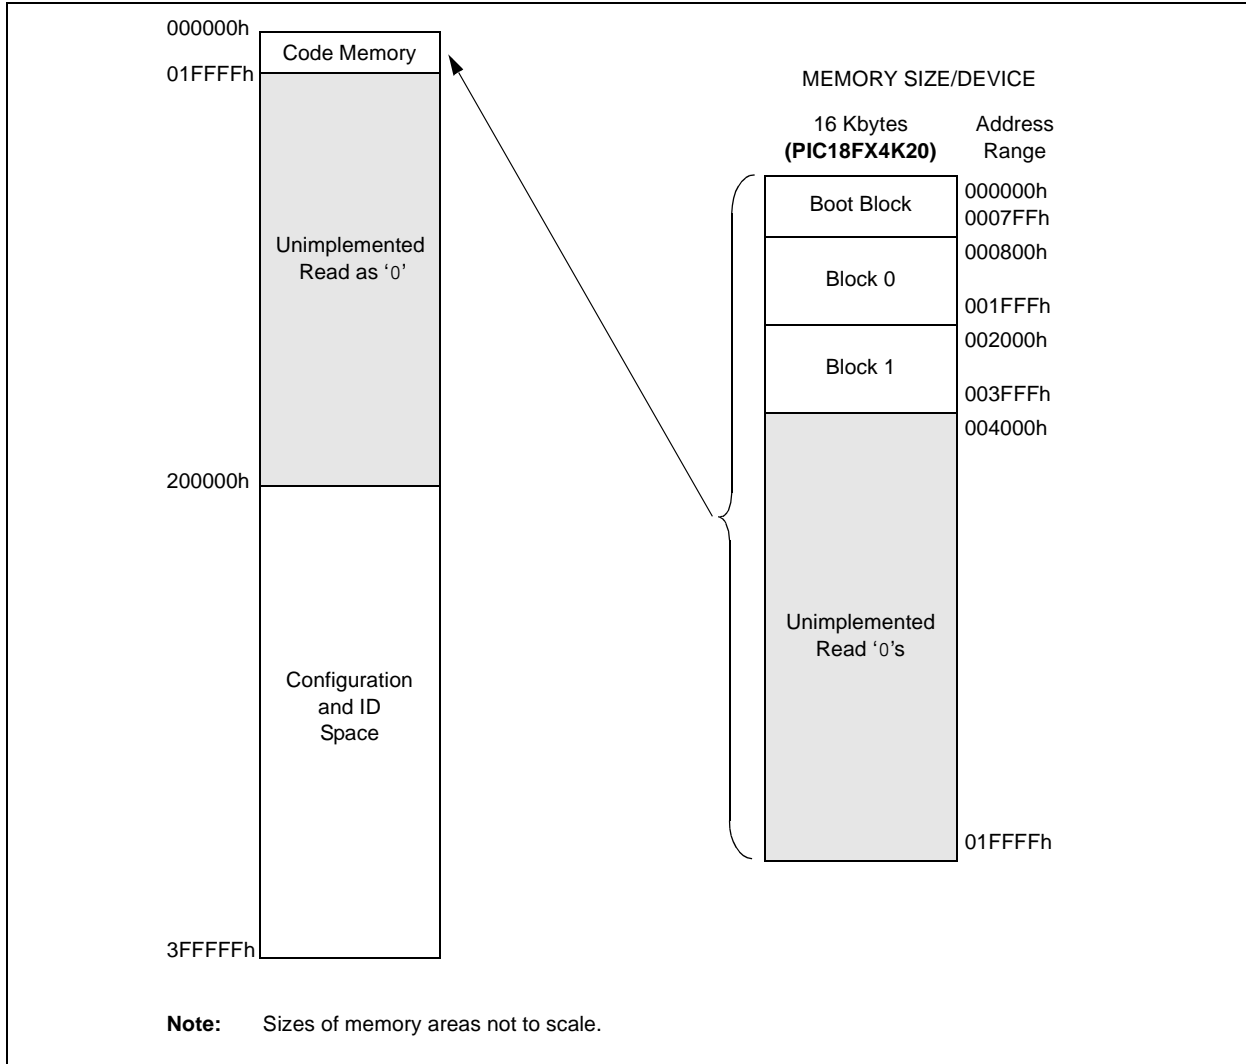 000000h
Code Memory
01FFFFh
Unimplemented
Read as ‘0’
200000h
Configuration
and ID
Space
3FFFFFh
MEMORY SIZE/DEVICE
16 Kbytes
(PIC18FX4K20)
Address
Range
Boot Block
000000h
0007FFh
000800h
Block 0
001FFFh
002000h
Block 1
003FFFh
004000h
Unimplemented
Read ‘0’s
01FFFFh
Note: Sizes of memory areas not to scale.